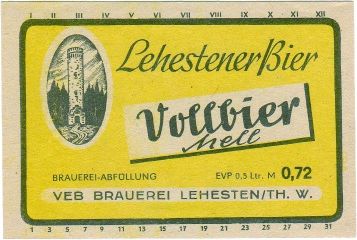 I II III IV V VI VII VIII IX X XI XII
Lehestener Bier
Vollbier
Hell
BRAUEREI-ABFÜLLUNG EVP 0,5 Ltr. M 0,72
VEB BRAUEREI LEHESTEN/TH. W.
1 3 5 7 9 11 13 15 17 19 21 23 25 27 29 31